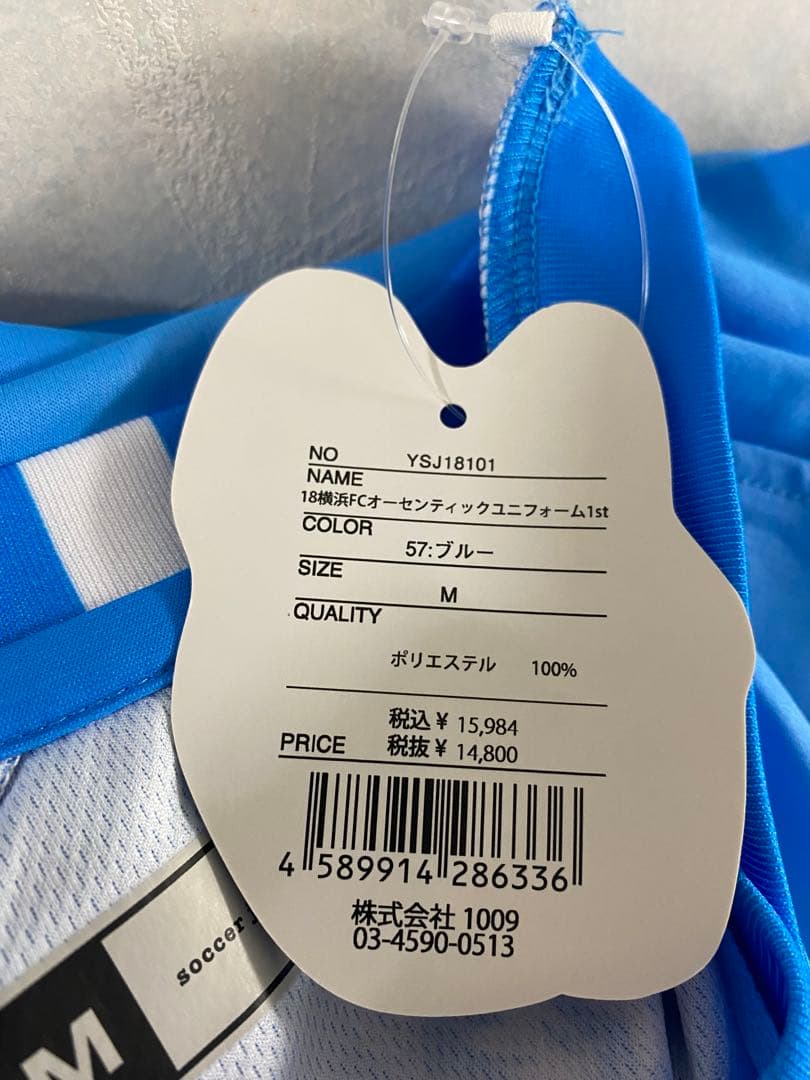 NO YSJ18101
NAME
18横浜FCオーセンティックユニフォーム1st
COLOR
57:ブルー
SIZE
M
QUALITY
ポリエステル 100%
税込¥ 15,984
PRICE 税抜¥ 14,800
4 589914 286336
株式会社 1009
03-4590-0513
soccer.
M